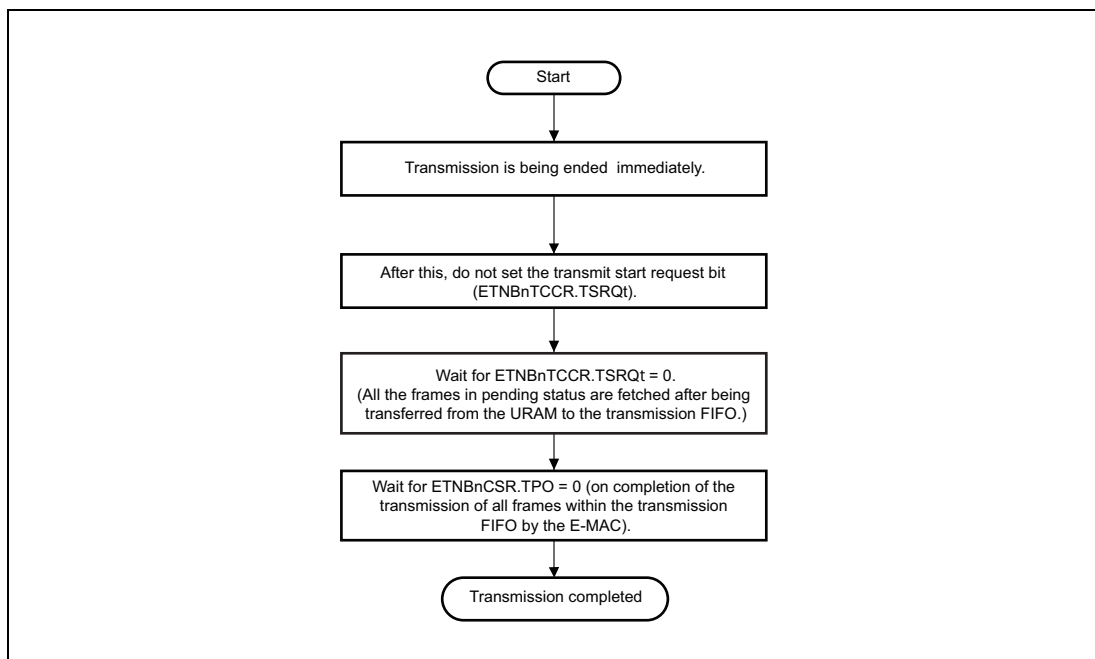 Start
Transmission is being ended  immediately.
After this, do not set the transmit start request bit
(ETNBnTCCR.TSRQt).
Wait for ETNBnTCCR.TSRQt = 0.
(All the frames in pending status are fetched after being
transferred from the URAM to the transmission FIFO.)
Wait for ETNBnCSR.TPO = 0 (on completion of the
transmission of all frames within the transmission
FIFO by the E-MAC).
Transmission completed